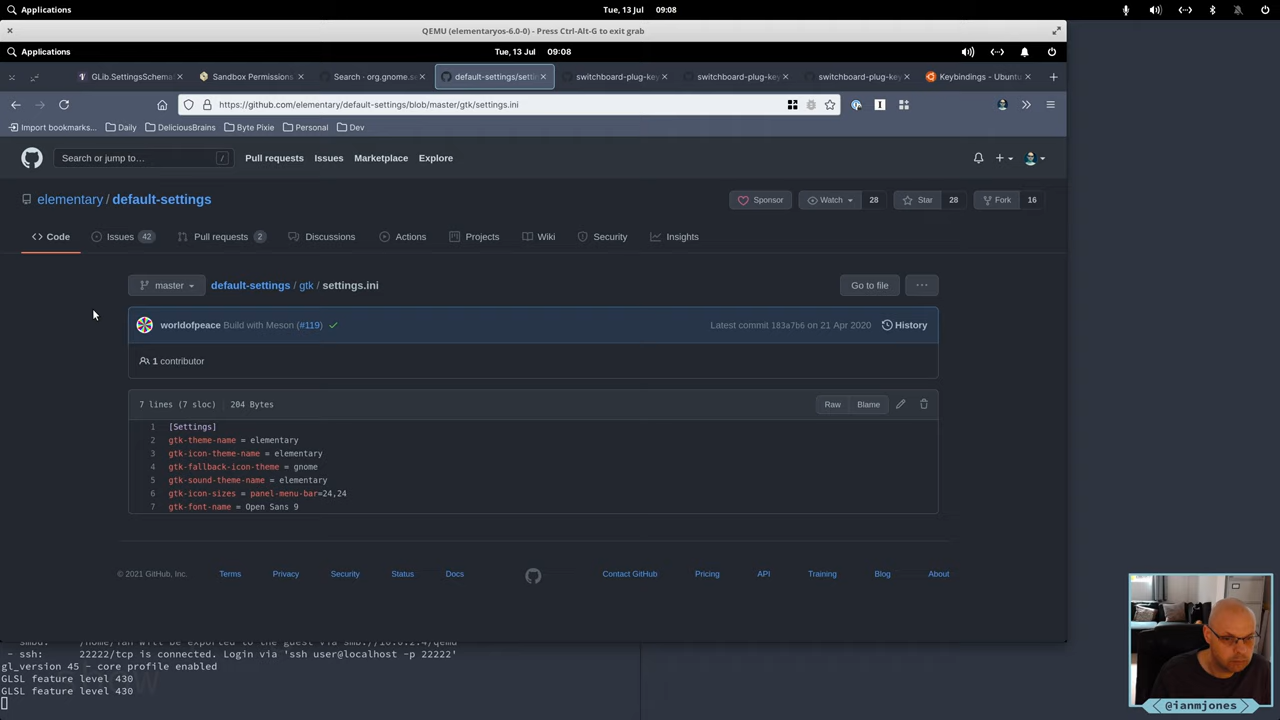 Applications
Tue, 13 Jul 09:08
QEMU (elementaryos-6.0-0) - Press Ctrl-Alt-G to exit grab
Applications
Tue, 13 Jul 09:08
GLib.SettingsSchema
Sandbox Permissions
Search · org.gnome.se
default-settings/setti
switchboard-plug-key
switchboard-plug-key
switchboard-plug-key
Keybindings - Ubuntu
https://github.com/elementary/default-settings/blob/master/gtk/settings.ini
Import bookmarks...
Daily
DeliciousBrains
Byte Pixie
Personal
Dev
Search or jump to...
/
Pull requests
Issues
Marketplace
Explore
elementary / default-settings
Sponsor
Watch
28
Star
28
Fork
16
Code
Issues 42
Pull requests 2
Discussions
Actions
Projects
Wiki
Security
Insights
master
default-settings / gtk / settings.ini
Go to file
worldofpeace Build with Meson (#119)
Latest commit 183a7b6 on 21 Apr 2020
History
1 contributor
7 lines (7 sloc) 204 Bytes
Raw
Blame
1 [Settings]
2 gtk-theme-name = elementary
3 gtk-icon-theme-name = elementary
4 gtk-fallback-icon-theme = gnome
5 gtk-sound-theme-name = elementary
6 gtk-icon-sizes = panel-menu-bar=24,24
7 gtk-font-name = Open Sans 9
© 2021 GitHub, Inc.
Terms
Privacy
Security
Status
Docs
Contact GitHub
Pricing
API
Training
Blog
About
- ssh: 22222/tcp is connected. Login via 'ssh user@localhost -p 22222'
gl_version 45 - core profile enabled
GLSL feature level 430
GLSL feature level 430
@ianmjones